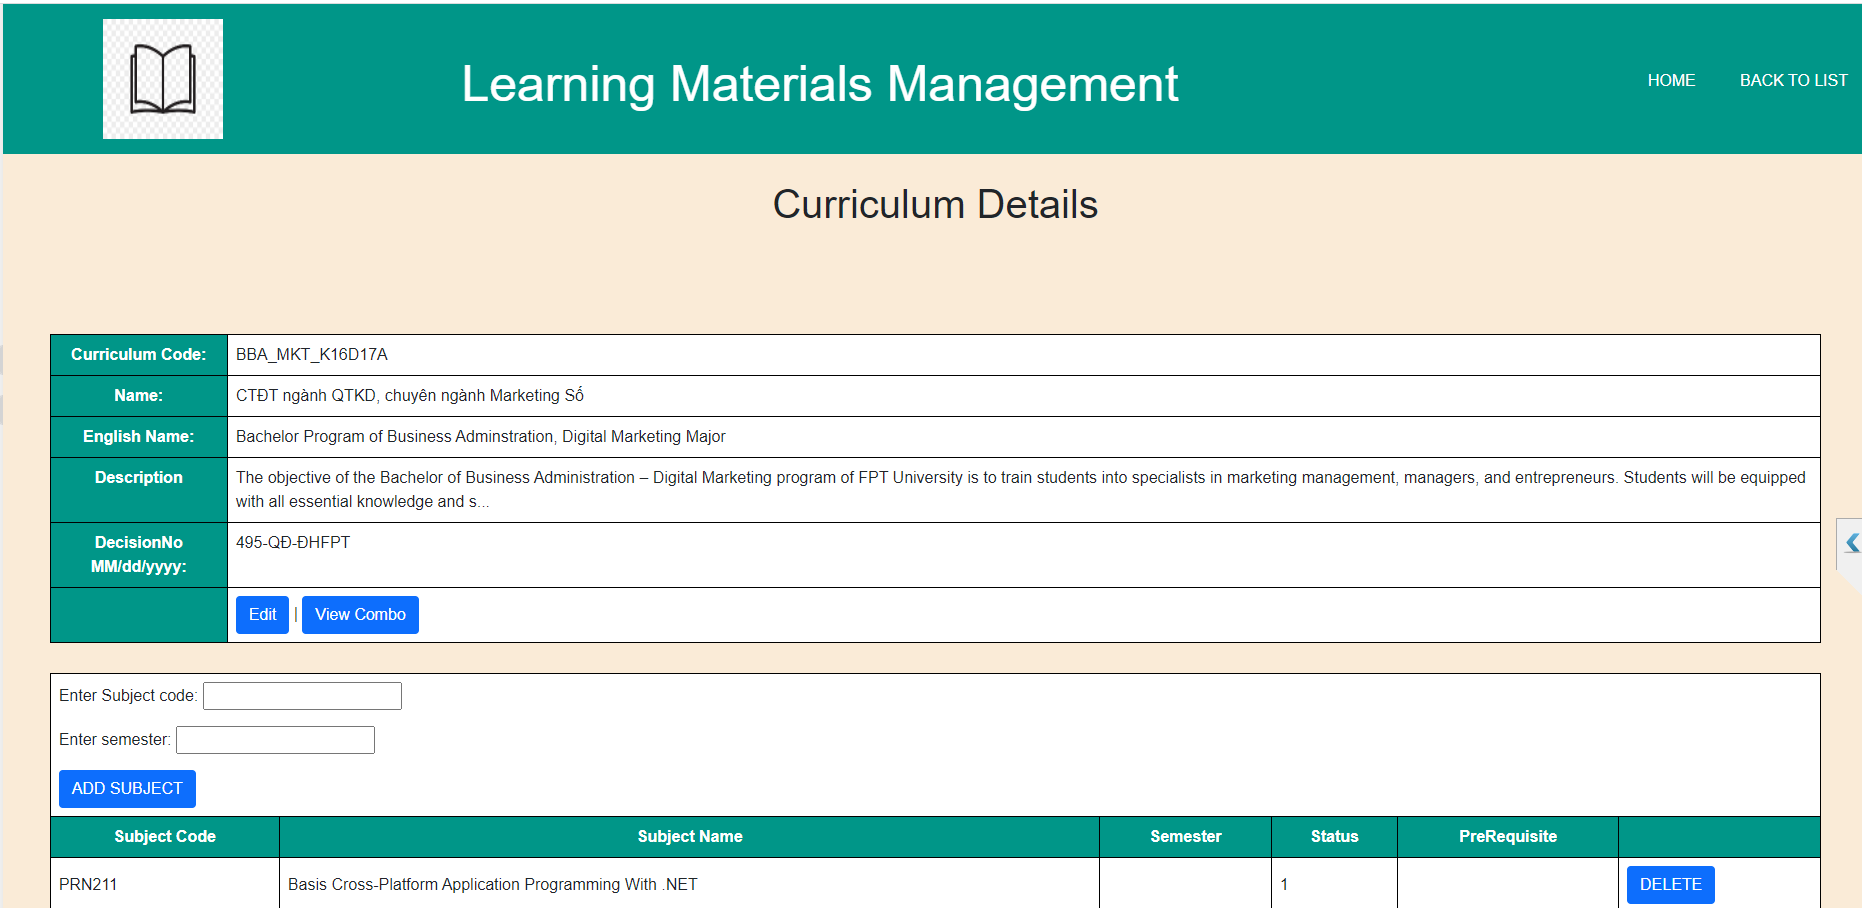 Learning Materials Management
HOME
BACK TO LIST
Curriculum Details
Curriculum Code:
BBA_MKT_K16D17A
Name:
CTĐT ngành QTKD, chuyên ngành Marketing Số
English Name:
Bachelor Program of Business Adminstration, Digital Marketing Major
Description
The objective of the Bachelor of Business Administration – Digital Marketing program of FPT University is to train students into specialists in marketing management, managers, and entrepreneurs. Students will be equipped
with all essential knowledge and s...
DecisionNo
MM/dd/yyyy:
495-QĐ-ĐHFPT
Edit | View Combo
Enter Subject code:
Enter semester:
ADD SUBJECT
Subject Code Subject Name Semester Status PreRequisite
PRN211 Basis Cross-Platform Application Programming With .NET 1 DELETE